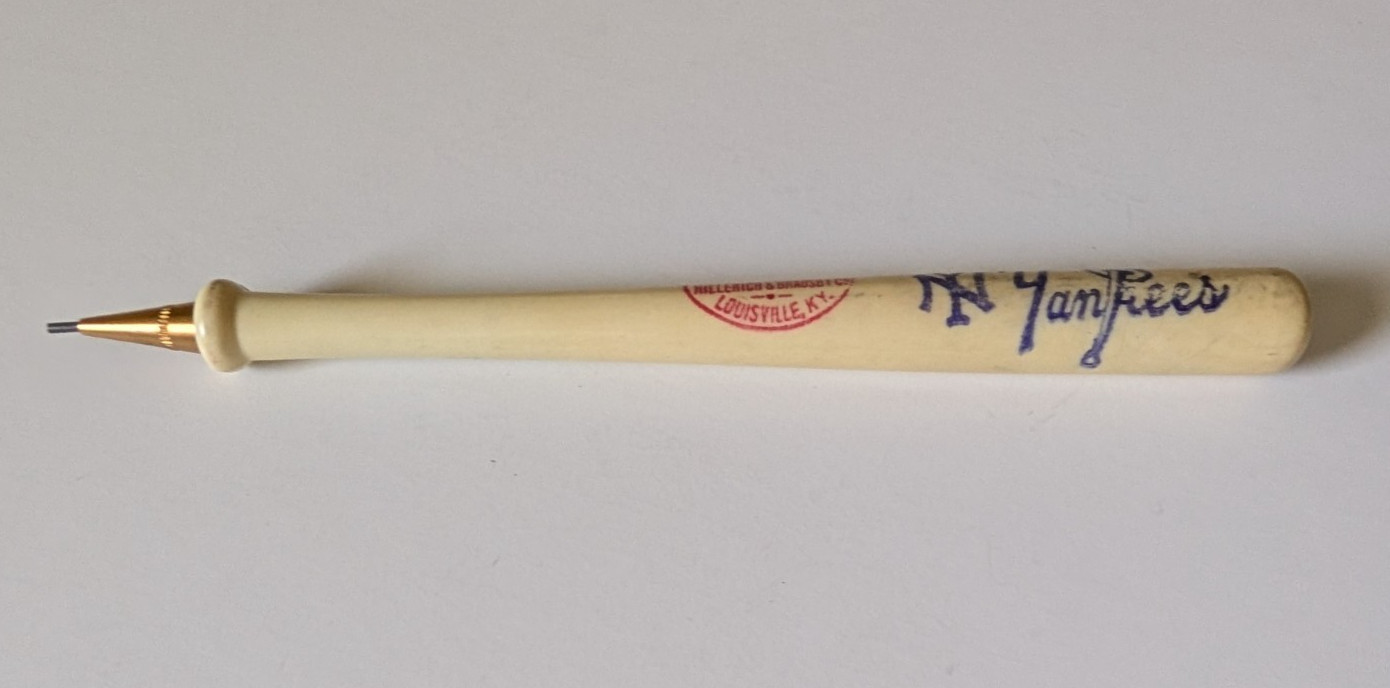 HILLERICH & BRADSBY CO
LOUISVILLE, KY.
NY Yankees